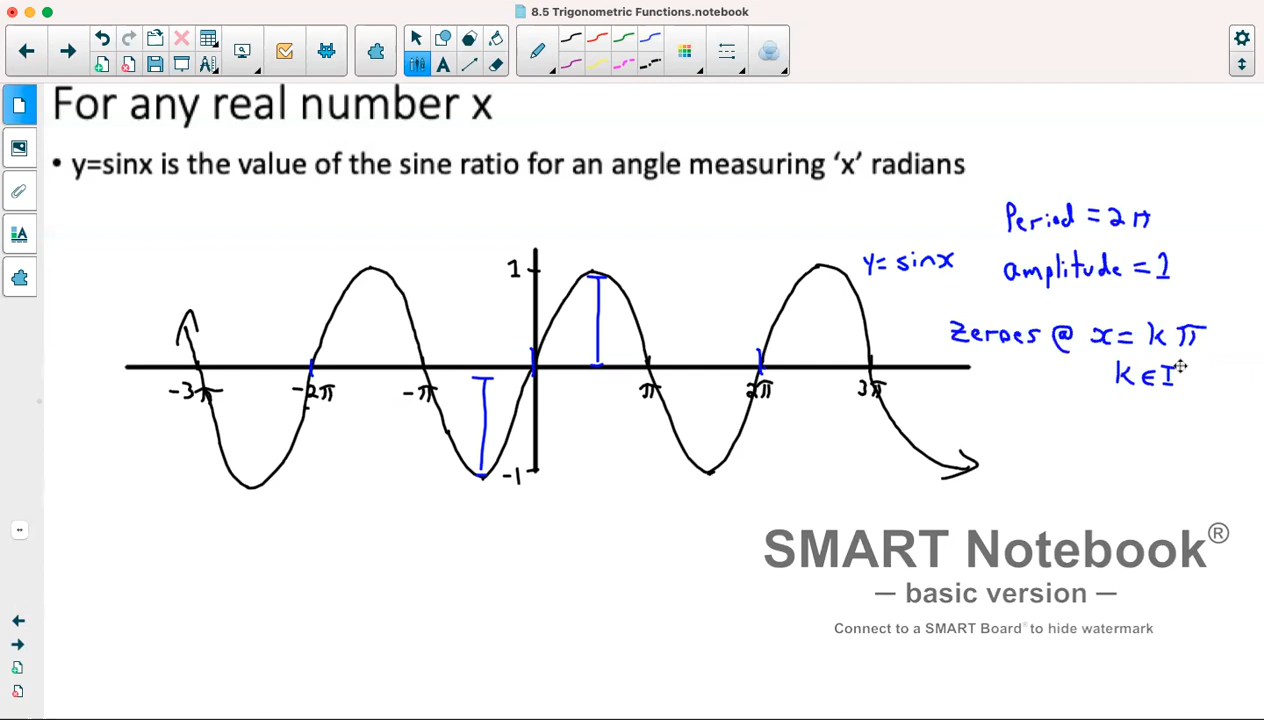 8.5 Trigonometric Functions.notebook
For any real number x
• y=sinx is the value of the sine ratio for an angle measuring ‘x’ radians
Period = 2π
y= sinx
amplitude = 1
1
Zeroes @ x= kπ
k ∈ I
-3π -2π -π π 2π 3π
-1
SMART Notebook®
— basic version —
Connect to a SMART Board® to hide watermark